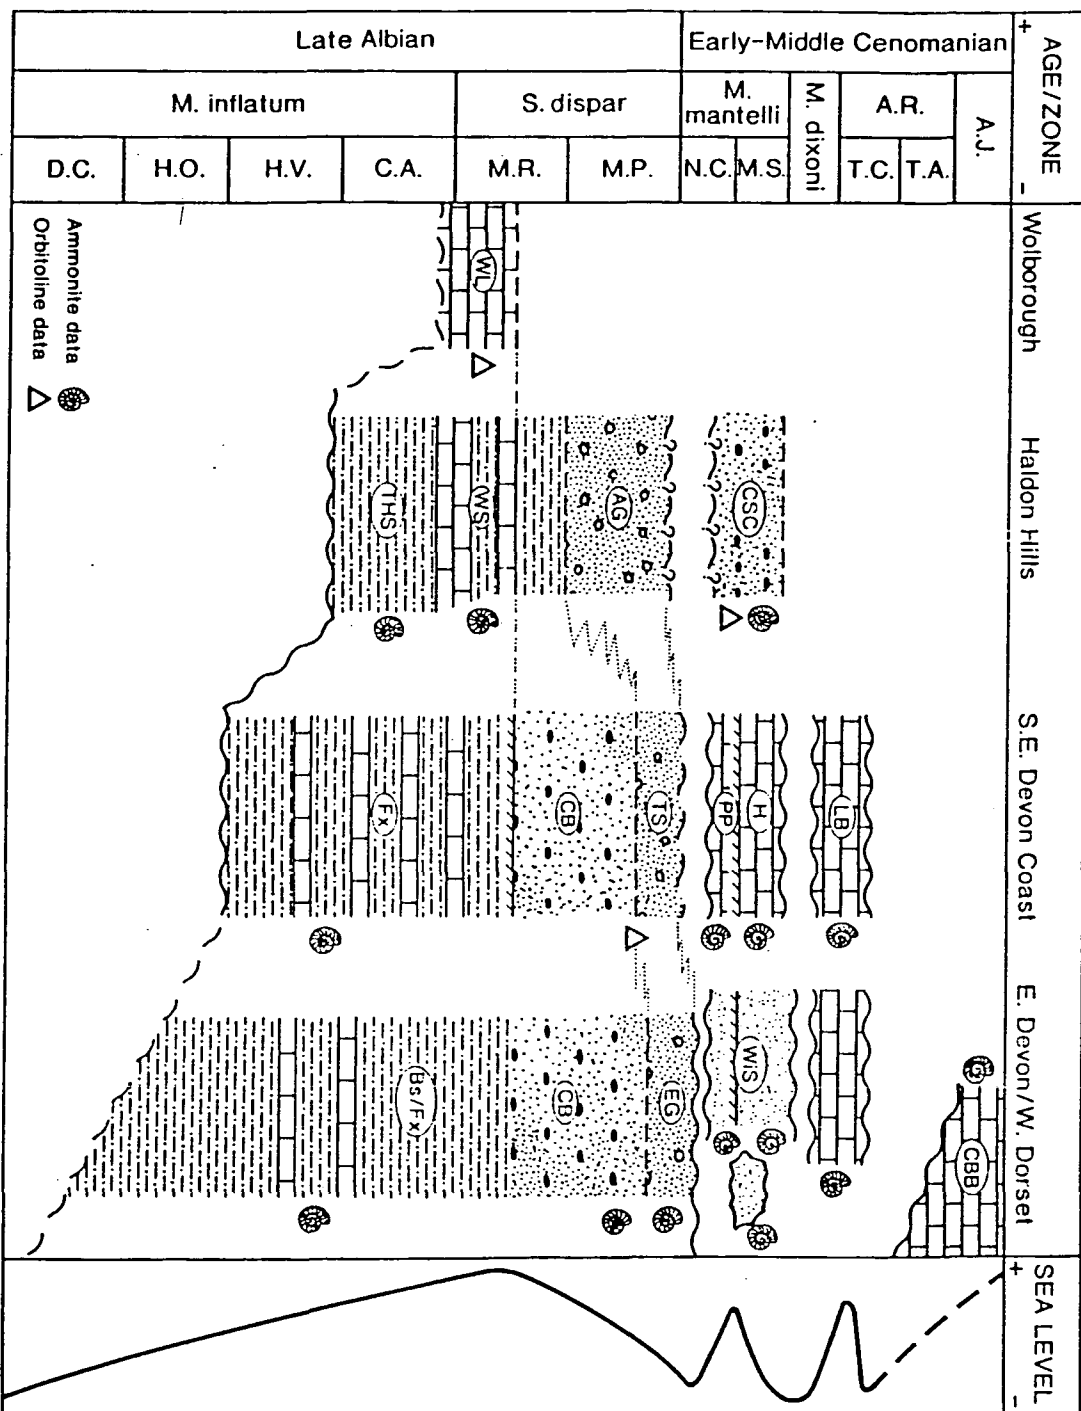 Late Albian
Early-Middle Cenomanian
+ AGE/ZONE -
M. inflatum
S. dispar
M.
mantelli
M. dixoni
A.R.
A.J.
D.C.
H.O.
H.V.
C.A.
M.R.
M.P.
N.C.
M.S.
T.C.
T.A.
Wolborough
Haldon Hills
S.E. Devon Coast
E. Devon/W. Dorset
+ SEA LEVEL -
WL
THS
WS
AG
CSC
Fx
CB
TS
PP
H
LB
Bs/Fx
CB
EG
WiS
CBB
Ammonite data
Orbitoline data